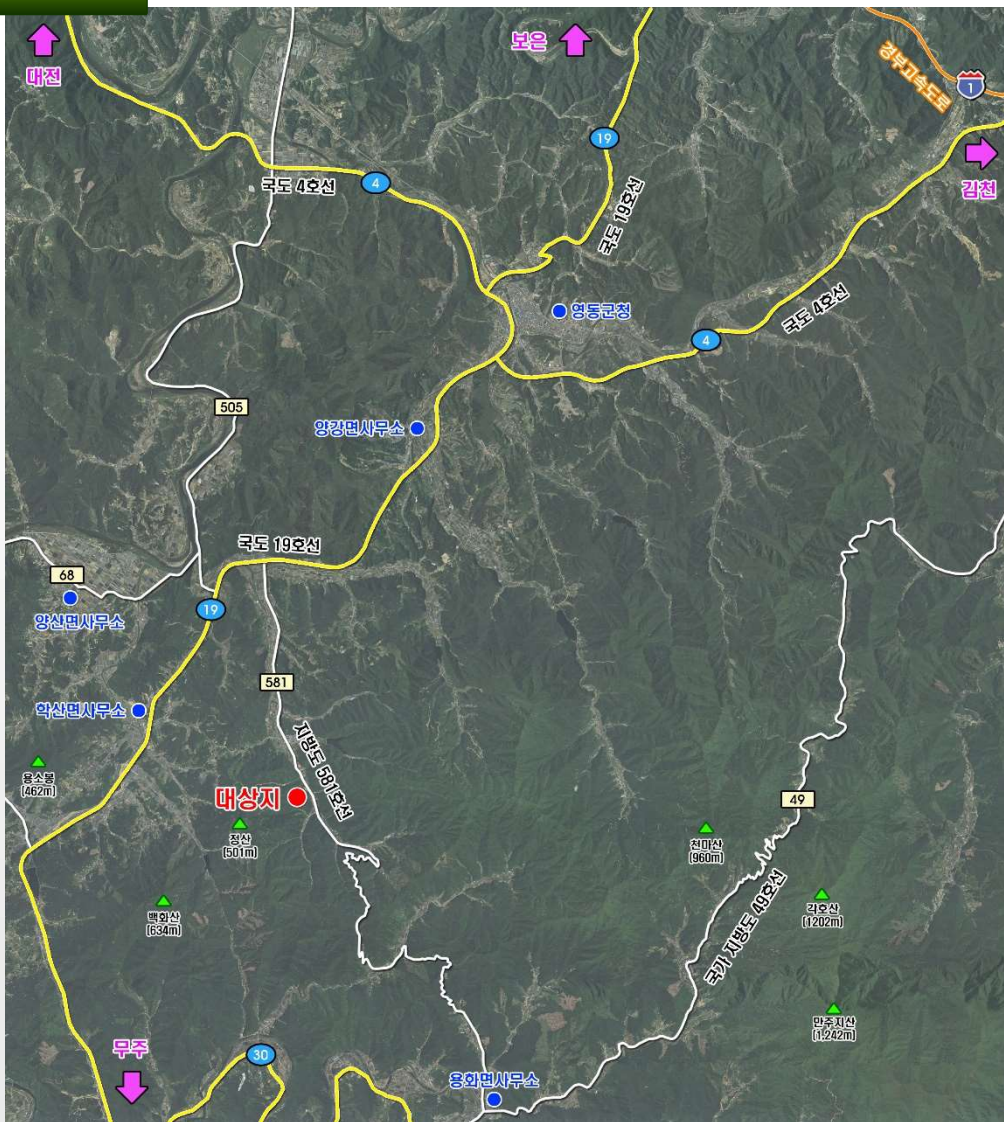 대전
보은
경부고속도로
1
김천
19
국도 4호선
4
국도 19호선
영동군청
국도 4호선
4
505
양강면사무소
국도 19호선
68
양산면사무소
19
581
학산면사무소
지방도 581호선
용소봉
(462m)
대상지
49
정산
(501m)
천마산
(960m)
백화산
(634m)
각호산
(1202m)
국가 지방도 49호선
민주지산
(1,242m)
무주
30
용화면사무소